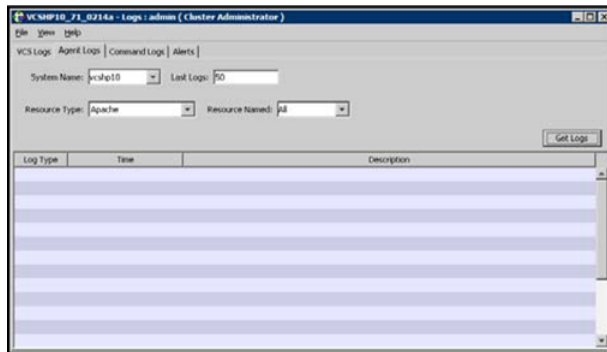 VCSHP10_71_0214a - Logs : admin ( Cluster Administrator )
File View Help
VCS Logs Agent Logs Command Logs Alerts
System Name: vcshp10 Last Logs: 50
Resource Type: Apache Resource Named: All
Get Logs
Log Type Time Description